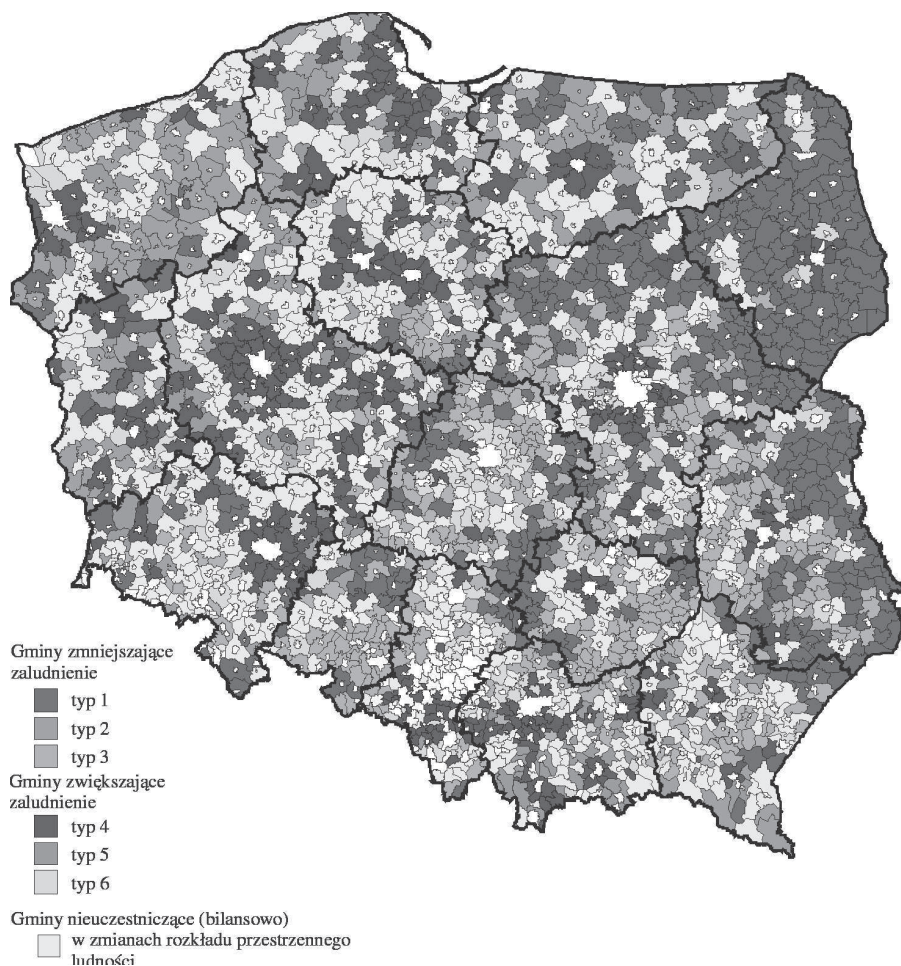 Gminy zmniejszające
zaludnienie
typ 1
typ 2
typ 3
Gminy zwiększające
zaludnienie
typ 4
typ 5
typ 6
Gminy nieuczestniczące (bilansowo)
w zmianach rozkładu przestrzennego
ludności